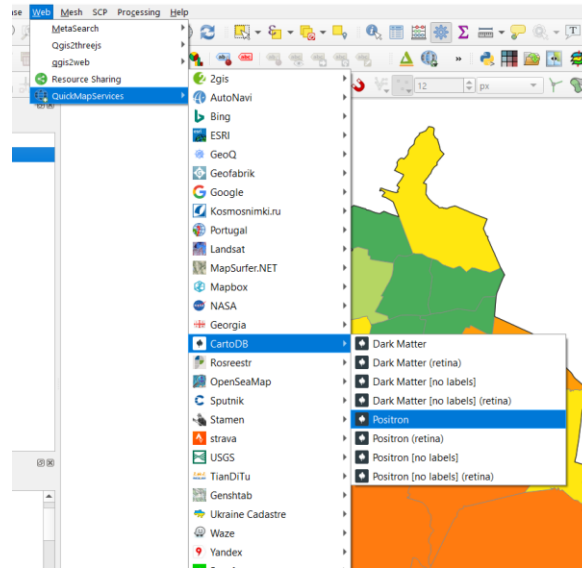 Web Mesh SCP Processing Help
MetaSearch
Qgis2threejs
qgis2web
Resource Sharing
QuickMapServices
12
px
2gis
AutoNavi
Bing
ESRI
GeoQ
Geofabrik
Google
Kosmosnimki.ru
Portugal
Landsat
MapSurfer.NET
Mapbox
NASA
Georgia
CartoDB
Rosreestr
OpenSeaMap
Sputnik
Stamen
strava
USGS
TianDiTu
Genshtab
Ukraine Cadastre
Waze
Yandex
Dark Matter
Dark Matter (retina)
Dark Matter [no labels]
Dark Matter [no labels] (retina)
Positron
Positron (retina)
Positron [no labels]
Positron [no labels] (retina)